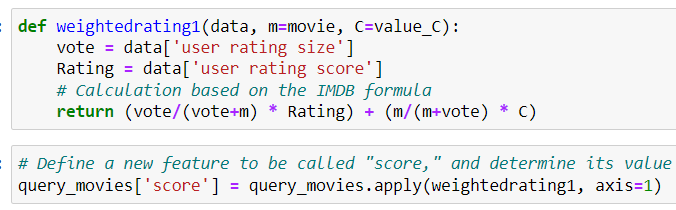 : def weightedrating1(data, m=movie, C=value_C):
    vote = data['user rating size']
    Rating = data['user rating score']
    # Calculation based on the IMDB formula
    return (vote/(vote+m) * Rating) + (m/(m+vote) * C)
: # Define a new feature to be called "score," and determine its value
query_movies['score'] = query_movies.apply(weightedrating1, axis=1)